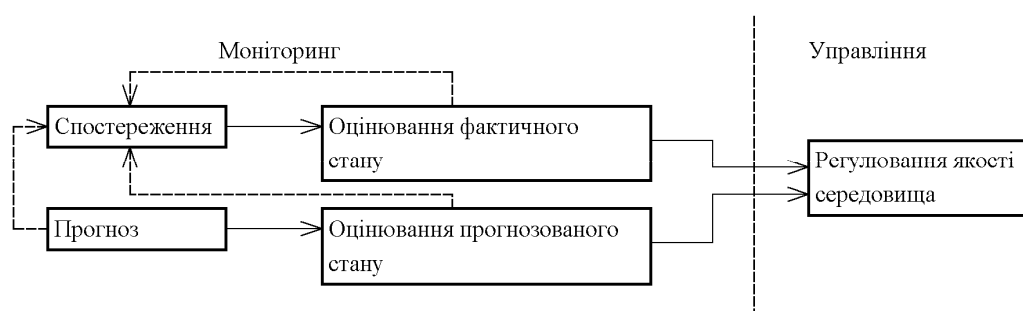 Моніторинг
Управління
Спостереження
Оцінювання фактичного
стану
Регулювання якості
середовища
Прогноз
Оцінювання прогнозованого
стану